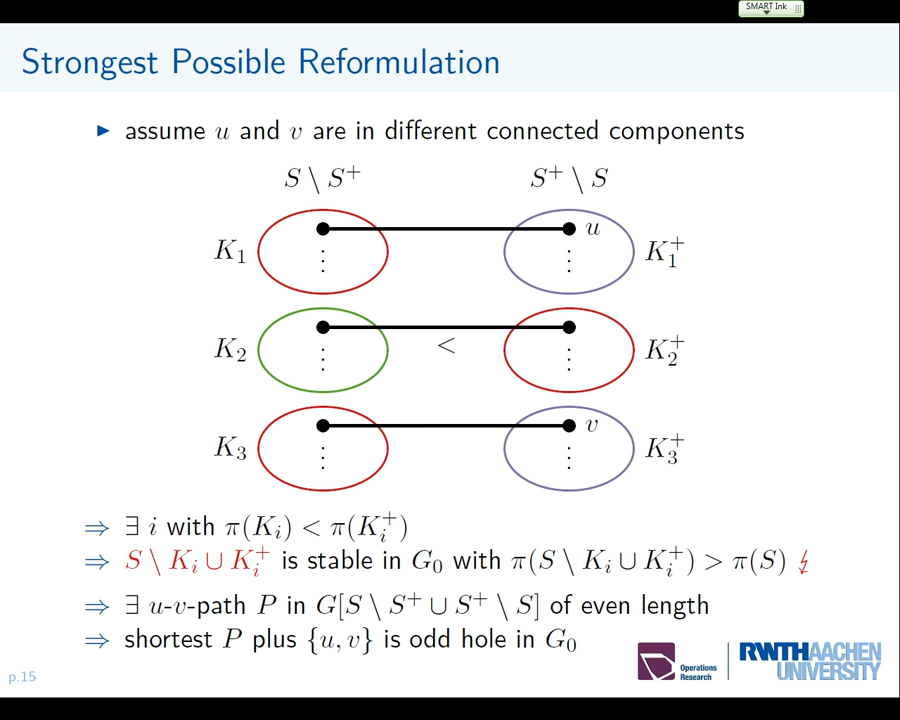 SMART Ink
Strongest Possible Reformulation
▶ assume u and v are in different connected components
S \ S⁺ S⁺ \ S
u
K₁ K₁⁺
⋮ ⋮
K₂ < K₂⁺
⋮ ⋮
v
K₃ K₃⁺
⋮ ⋮
⇒ ∃ i with π(Kᵢ) < π(Kᵢ⁺)
⇒ S \ Kᵢ ∪ Kᵢ⁺ is stable in G₀ with π(S \ Kᵢ ∪ Kᵢ⁺) > π(S) ↯
⇒ ∃ u-v-path P in G[S \ S⁺ ∪ S⁺ \ S] of even length
⇒ shortest P plus {u, v} is odd hole in G₀
p.15
Operations
Research
RWTHAACHEN
UNIVERSITY